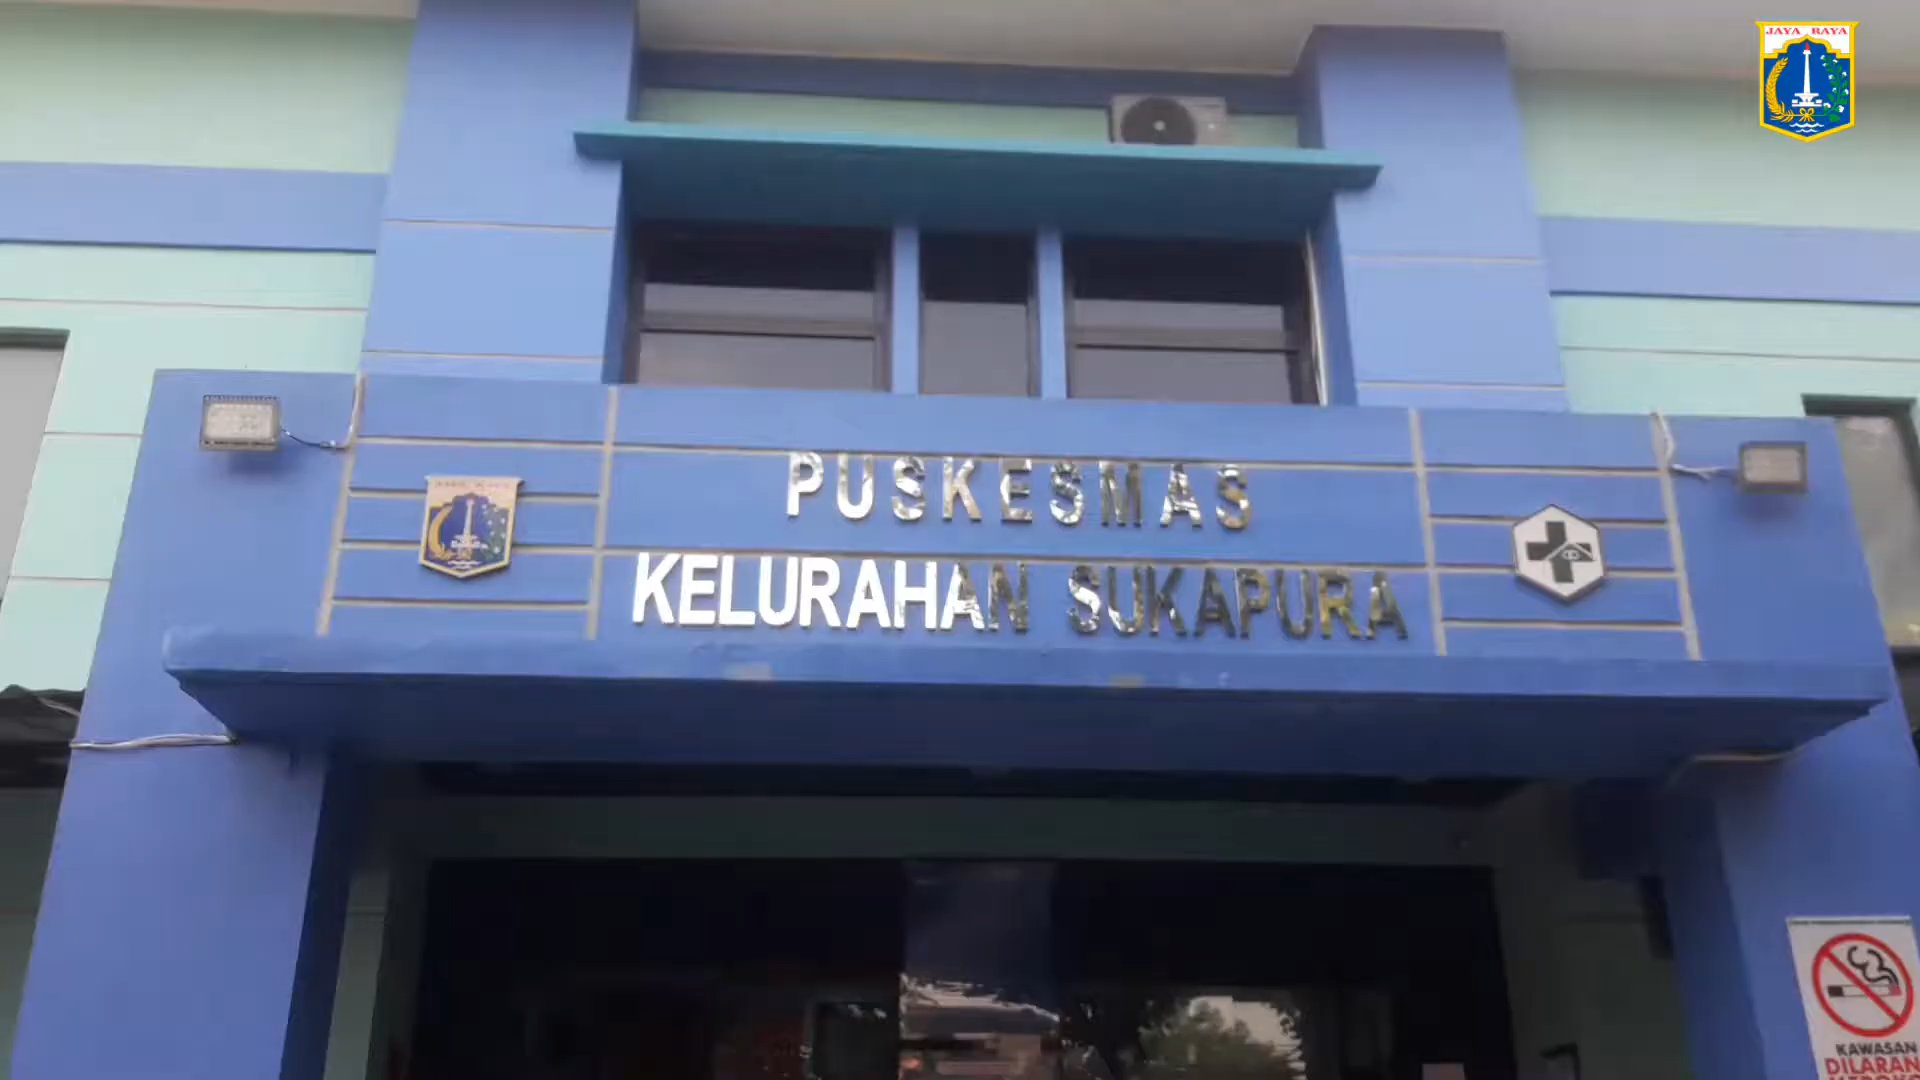 JAYA RAYA
PUSKESMAS
KELURAHAN SUKAPURA
KAWASAN
DILARANG